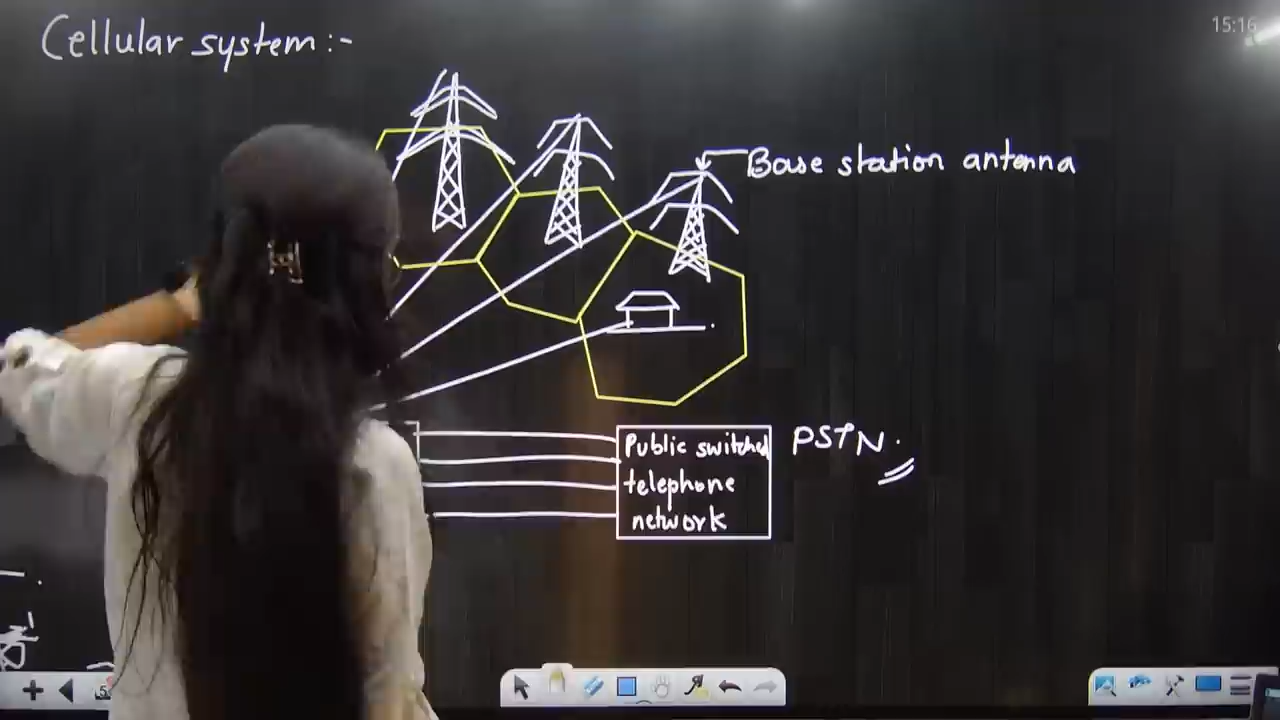 Cellular system :-
15:16
Base station antenna
Public switched
telephone
network
PSTN.